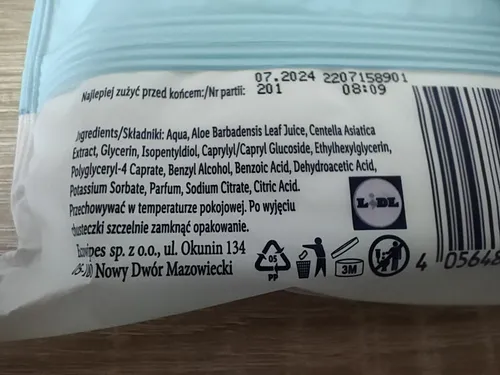 Najlepiej zużyć przed końcem:/Nr partii: 07.2024 2207158901
201 08:09
Ingredients/Składniki: Aqua, Aloe Barbadensis Leaf Juice, Centella Asiatica
Extract, Glycerin, Isopentyldiol, Caprylyl/Capryl Glucoside, Ethylhexylglycerin,
Polyglyceryl-4 Caprate, Benzyl Alcohol, Benzoic Acid, Dehydroacetic Acid,
Potassium Sorbate, Parfum, Sodium Citrate, Citric Acid.
Przechowywać w temperaturze pokojowej. Po wyjęciu
chusteczki szczelnie zamknąć opakowanie.
sp. z o.o., ul. Okunin 134
Nowy Dwór Mazowiecki
LIDL
05
PP
3M
4 05648